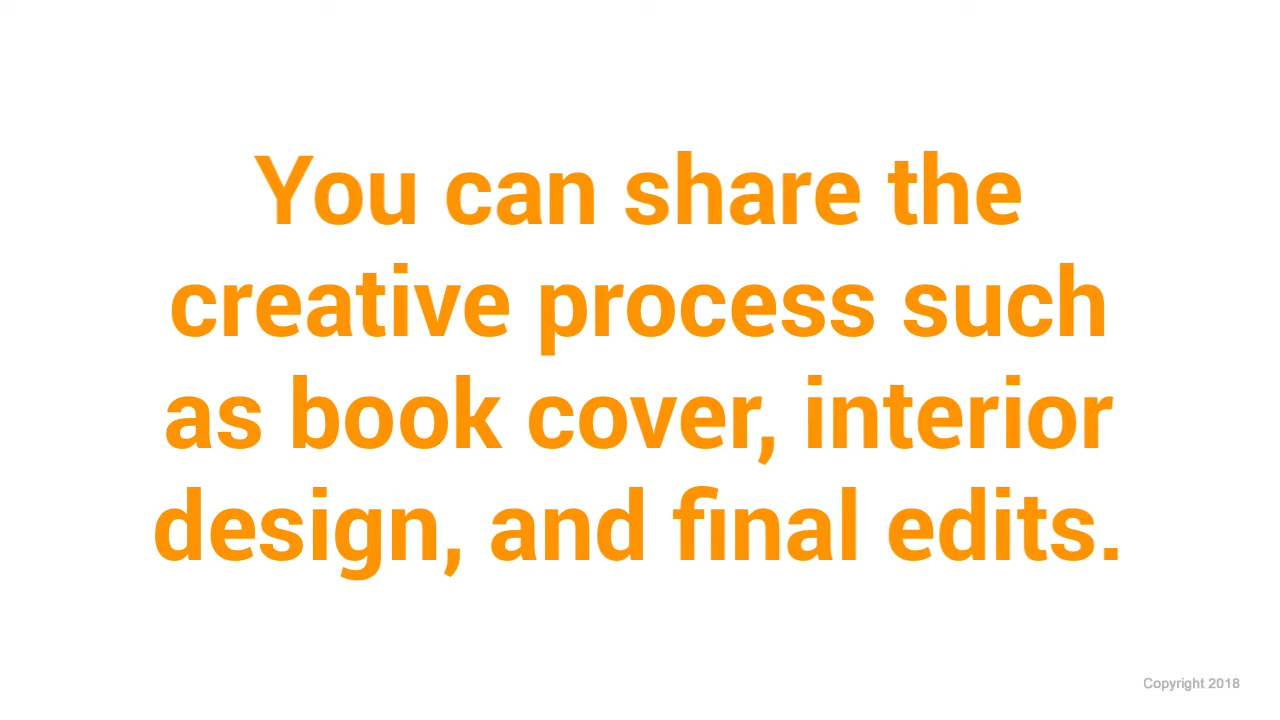 You can share the
creative process such
as book cover, interior
design, and final edits.
Copyright 2018